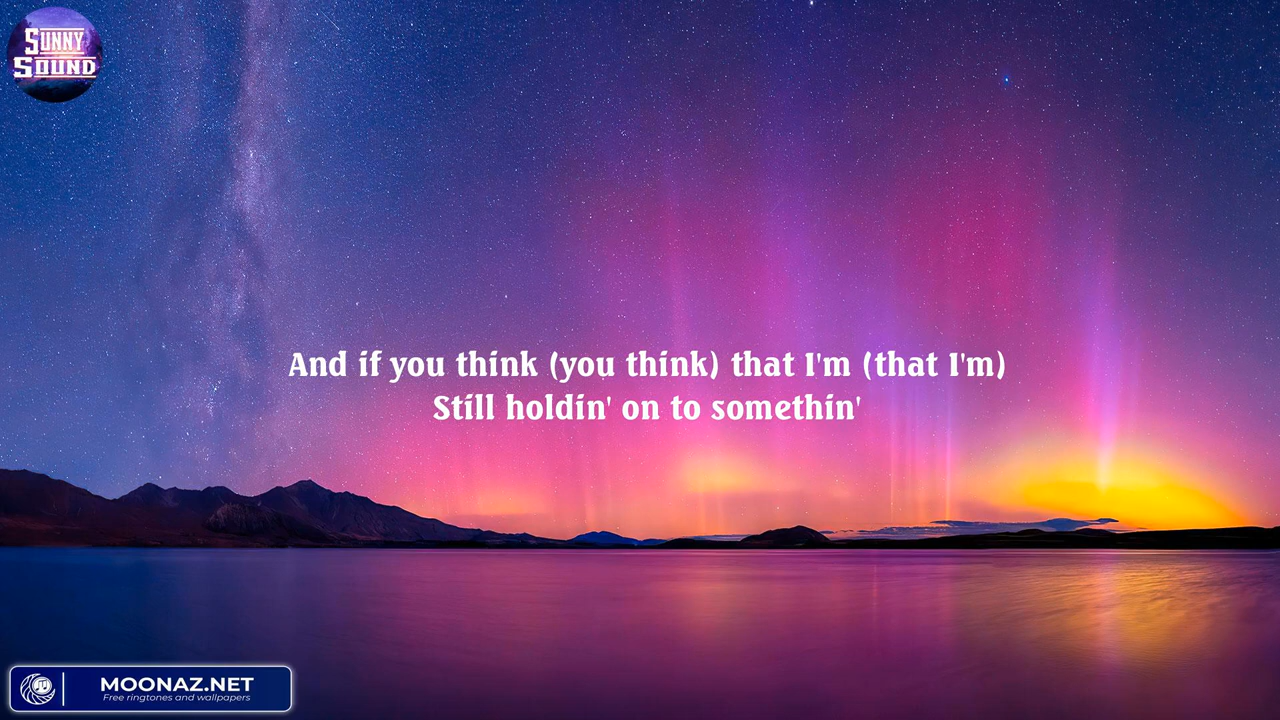 SUNNY
SOUND
And if you think (you think) that I'm (that I'm)
Still holdin' on to somethin'
MOONAZ.NET
Free ringtones and wallpapers